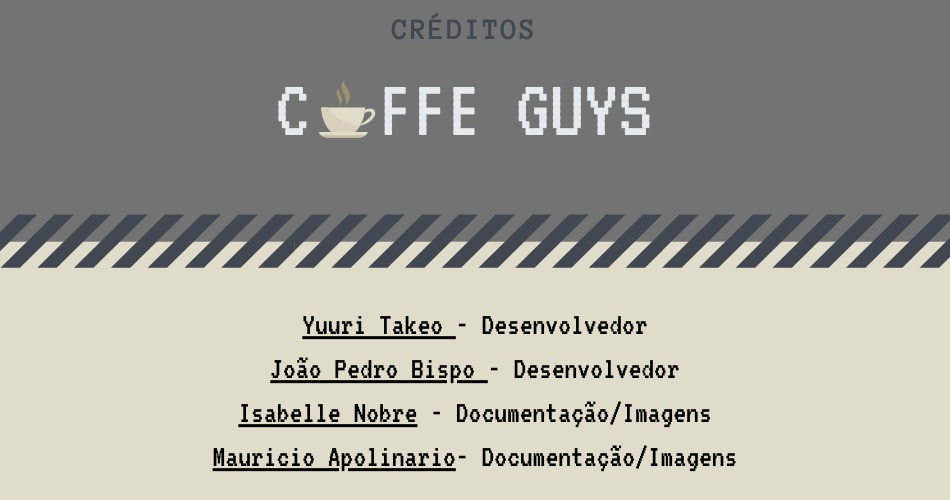 CRÉDITOS
C FFE GUYS
Yuuri Takeo - Desenvolvedor
João Pedro Bispo - Desenvolvedor
Isabelle Nobre - Documentação/Imagens
Mauricio Apolinario- Documentação/Imagens